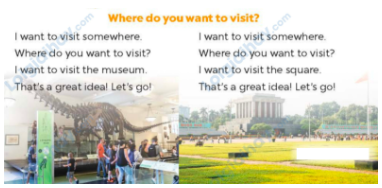 Where do you want to visit?
I want to visit somewhere.
Where do you want to visit?
I want to visit the museum.
That's a great idea! Let's go!
I want to visit somewhere.
Where do you want to visit?
I want to visit the square.
That's a great idea! Let's go!